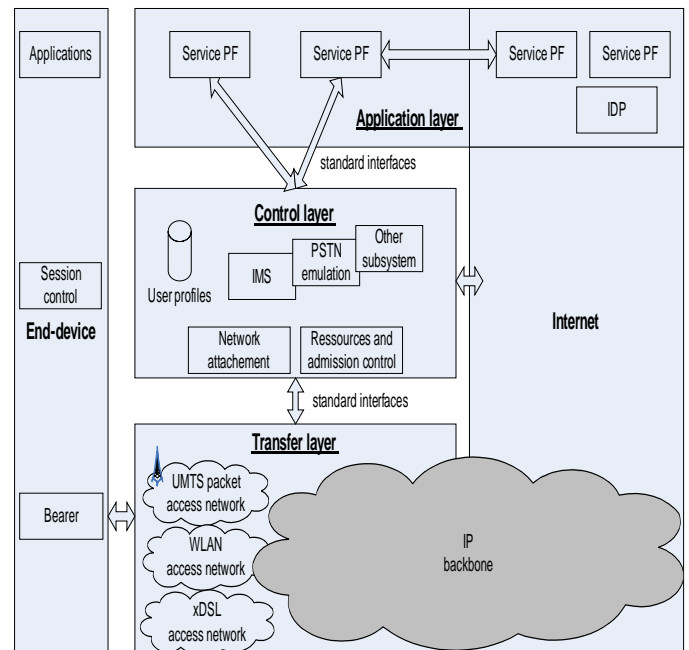 Applications
Service PF
Service PF
Service PF
Service PF
IDP
Application layer
standard interfaces
Control layer
User profiles
IMS
PSTN
emulation
Other
subsystem
Session
control
End-device
Network
attachement
Ressources and
admission control
Internet
standard interfaces
Transfer layer
UMTS packet
access network
Bearer
WLAN
access network
IP
backbone
xDSL
access network